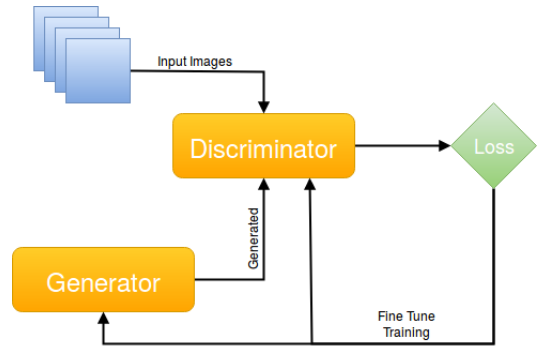 Input Images
Discriminator
Loss
Generated
Generator
Fine Tune
Training